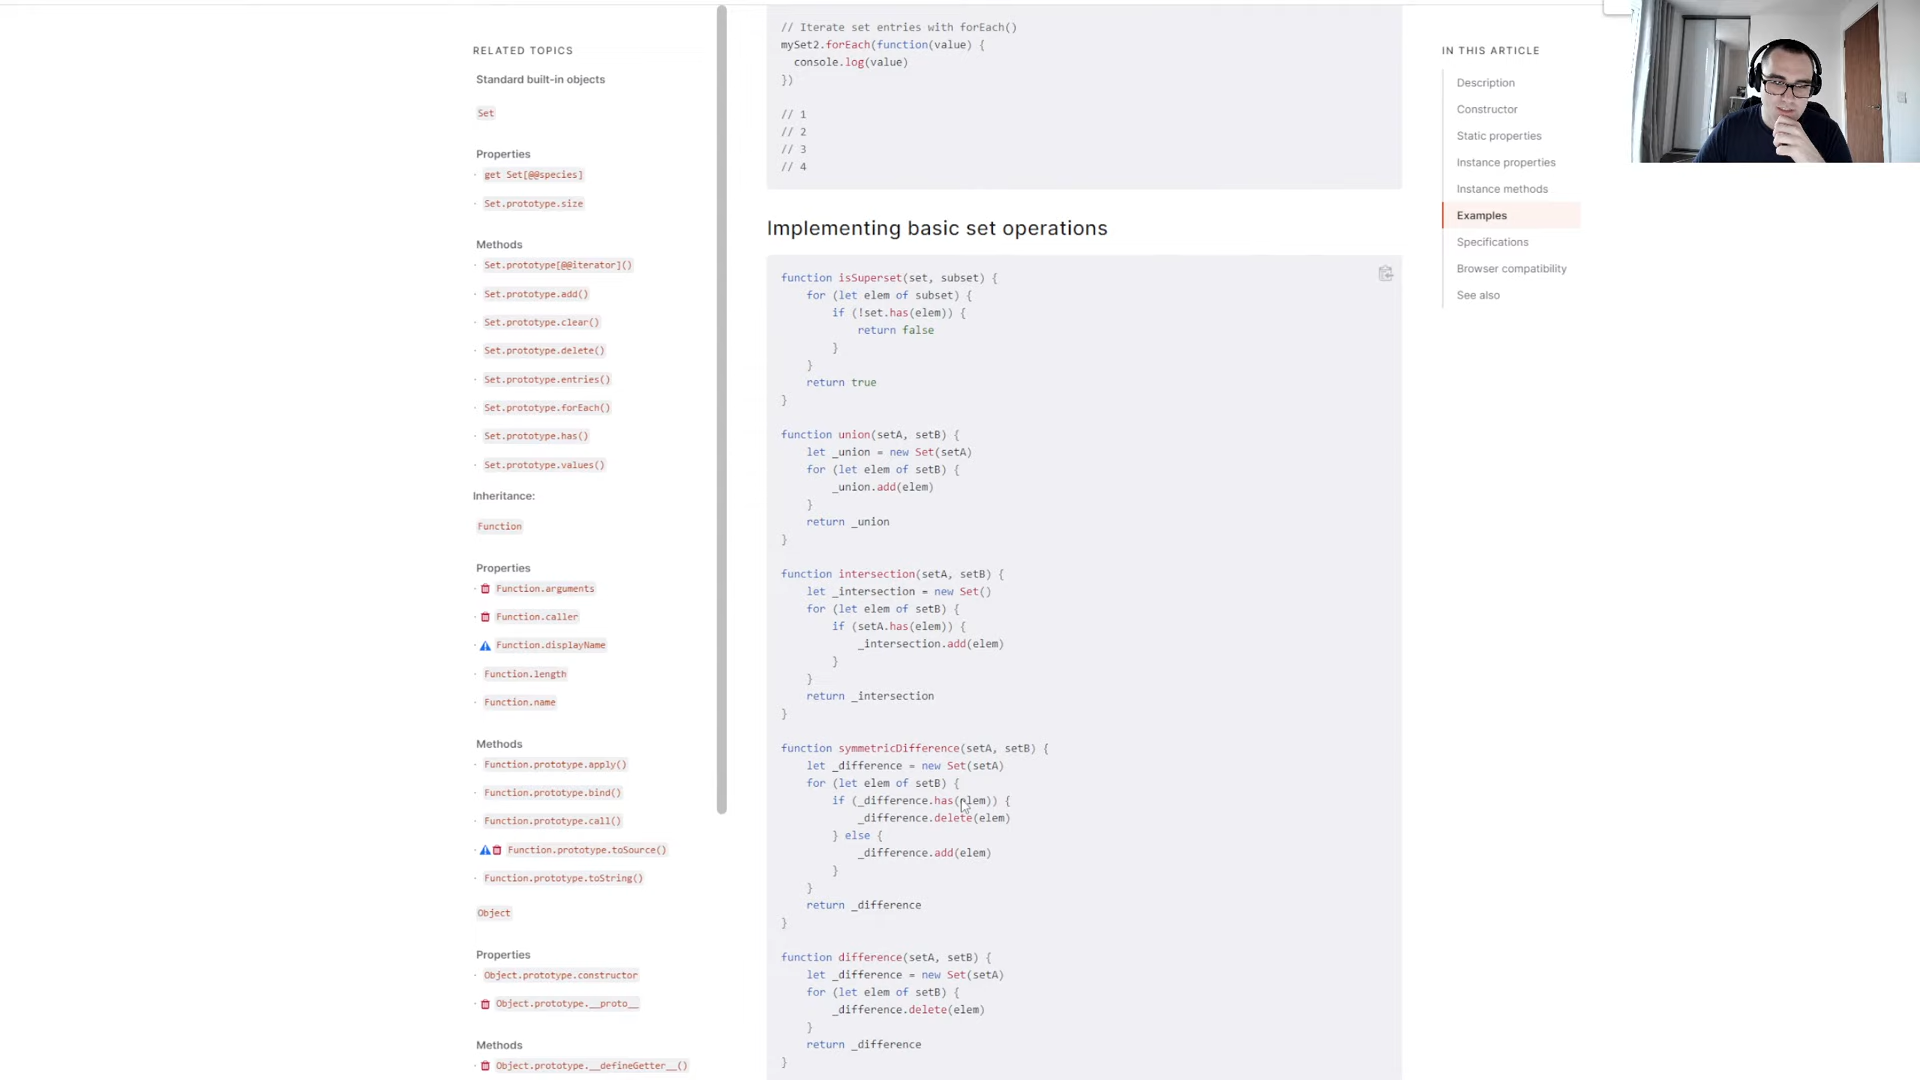 RELATED TOPICS
Standard built-in objects
Set
Properties
get Set[@@species]
Set.prototype.size
Methods
Set.prototype[@@iterator]()
Set.prototype.add()
Set.prototype.clear()
Set.prototype.delete()
Set.prototype.entries()
Set.prototype.forEach()
Set.prototype.has()
Set.prototype.values()
Inheritance:
Function
Properties
Function.arguments
Function.caller
Function.displayName
Function.length
Function.name
Methods
Function.prototype.apply()
Function.prototype.bind()
Function.prototype.call()
Function.prototype.toSource()
Function.prototype.toString()
Object
Properties
Object.prototype.constructor
Object.prototype.__proto__
Methods
Object.prototype.__defineGetter__()
// Iterate set entries with forEach()
mySet2.forEach(function(value) {
  console.log(value)
})
// 1
// 2
// 3
// 4
Implementing basic set operations
function isSuperset(set, subset) {
    for (let elem of subset) {
        if (!set.has(elem)) {
            return false
        }
    }
    return true
}
function union(setA, setB) {
    let _union = new Set(setA)
    for (let elem of setB) {
        _union.add(elem)
    }
    return _union
}
function intersection(setA, setB) {
    let _intersection = new Set()
    for (let elem of setB) {
        if (setA.has(elem)) {
            _intersection.add(elem)
        }
    }
    return _intersection
}
function symmetricDifference(setA, setB) {
    let _difference = new Set(setA)
    for (let elem of setB) {
        if (_difference.has(elem)) {
            _difference.delete(elem)
        } else {
            _difference.add(elem)
        }
    }
    return _difference
}
function difference(setA, setB) {
    let _difference = new Set(setA)
    for (let elem of setB) {
        _difference.delete(elem)
    }
    return _difference
}
IN THIS ARTICLE
Description
Constructor
Static properties
Instance properties
Instance methods
Examples
Specifications
Browser compatibility
See also